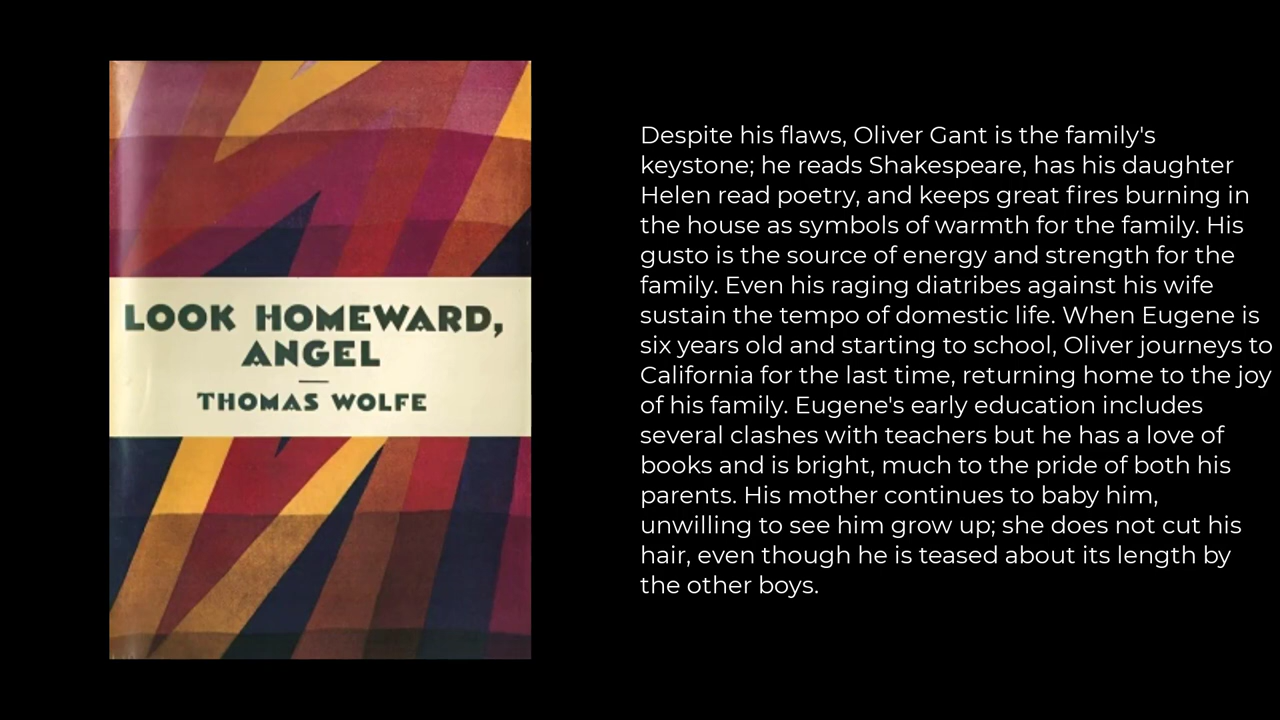 LOOK HOMEWARD,
ANGEL
THOMAS WOLFE
Despite his flaws, Oliver Gant is the family's
keystone; he reads Shakespeare, has his daughter
Helen read poetry, and keeps great fires burning in
the house as symbols of warmth for the family. His
gusto is the source of energy and strength for the
family. Even his raging diatribes against his wife
sustain the tempo of domestic life. When Eugene is
six years old and starting to school, Oliver journeys to
California for the last time, returning home to the joy
of his family. Eugene's early education includes
several clashes with teachers but he has a love of
books and is bright, much to the pride of both his
parents. His mother continues to baby him,
unwilling to see him grow up; she does not cut his
hair, even though he is teased about its length by
the other boys.